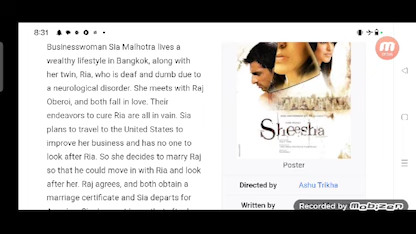 8:31
Businesswoman Sia Malhotra lives a
wealthy lifestyle in Bangkok, along with
her twin, Ria, who is deaf and dumb due to
a neurological disorder. She meets with Raj
Oberoi, and both fall in love. Their
endeavors to cure Ria are all in vain. Sia
plans to travel to the United States to
improve her business and has no one to
look after Ria. So she decides to marry Raj
so that he could move in with Ria and look
after her. Raj agrees, and both obtain a
marriage certificate and Sia departs for
Sheesha
Poster
Directed by
Ashu Trikha
Written by
Recorded by Mobizen